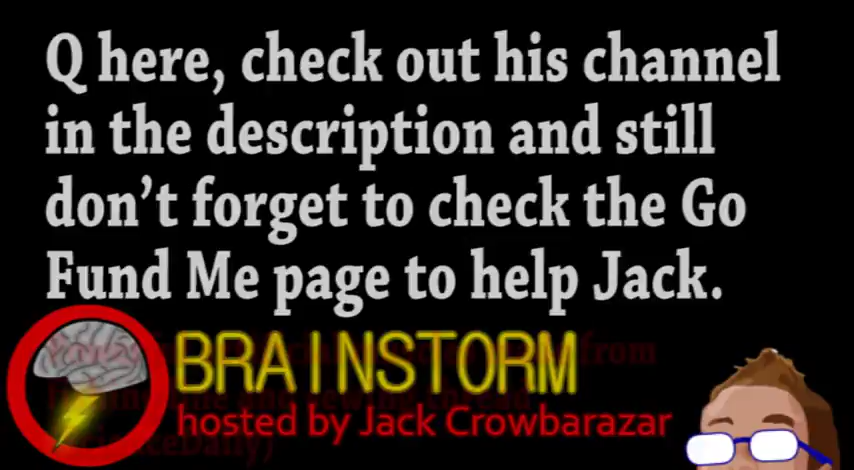 Q here, check out his channel
in the description and still
don’t forget to check the Go
Fund Me page to help Jack.
BRAINSTORM
hosted by Jack Crowbarazar